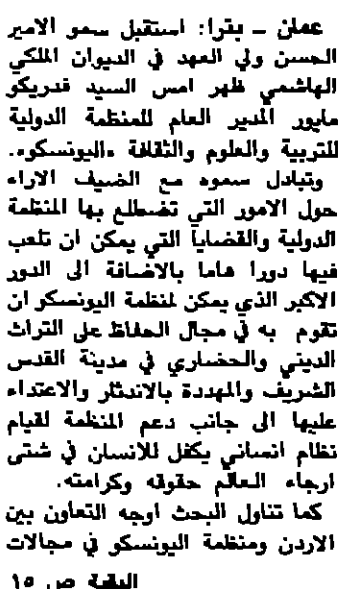 عمان ــ بترا: استقبل سمو الامير
الحسن ولي العهد في الديوان الملكي
الهاشمي ظهر امس السيد فدريكو
مايور المدير العام للمنظمة الدولية
للتربية والعلوم والثقافة «اليونسكو».
وتبادل سموه مع الضيف الاراء
حول الامور التي تضطلع بها المنظمة
الدولية والقضايا التي يمكن ان تلعب
فيها دورا هاما بالاضافة الى الدور
الاكبر الذي يمكن لمنظمة اليونسكو ان
تقوم به في مجال الحفاظ على التراث
الديني والحضاري في مدينة القدس
الشريف والمهددة بالاندثار والاعتداء
عليها الى جانب دعم المنظمة لقيام
نظام انساني يكفل للانسان في شتى
ارجاء العالم حقوقه وكرامته.
كما تناول البحث اوجه التعاون بين
الاردن ومنظمة اليونسكو في مجالات
البقية ص ١٥